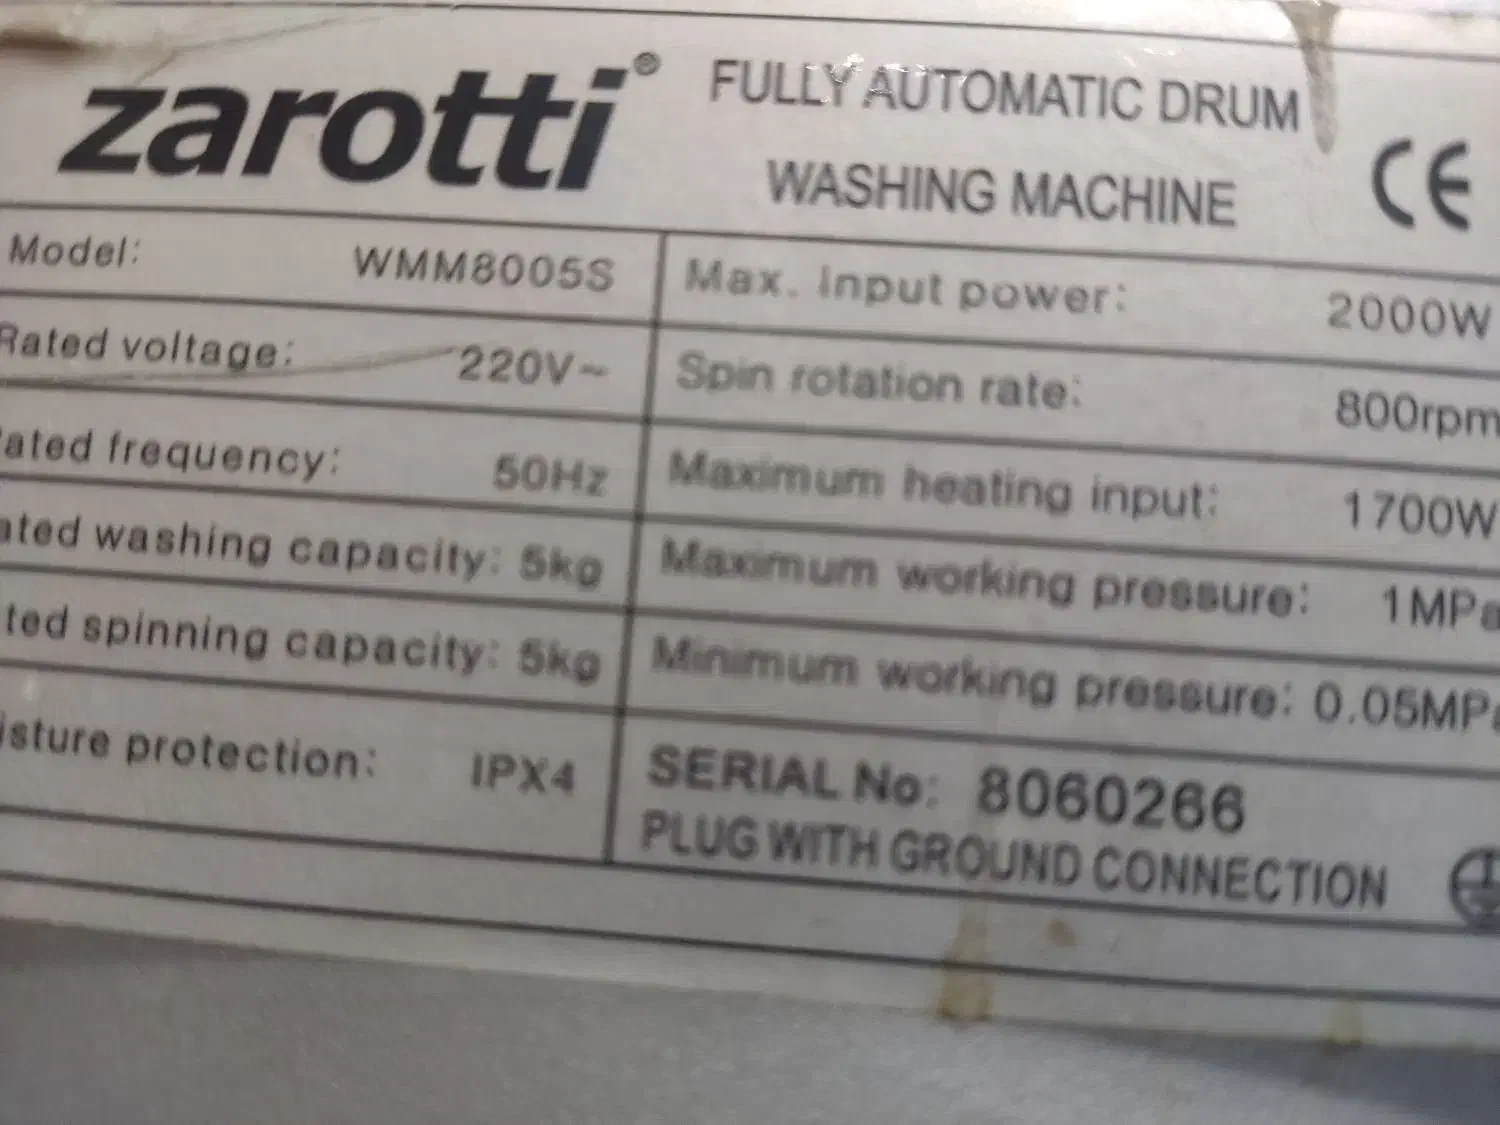 zarotti®
FULLY AUTOMATIC DRUM
WASHING MACHINE
CE
Model: WMM8005S
Max. input power: 2000W
Rated voltage: 220V~
Spin rotation rate: 800rpm
ated frequency: 50Hz
Maximum heating input: 1700W
ated washing capacity: 5kg
Maximum working pressure: 1MPa
ted spinning capacity: 5kg
Minimum working pressure: 0.05MPa
isture protection: IPX4
SERIAL No: 8060266
PLUG WITH GROUND CONNECTION